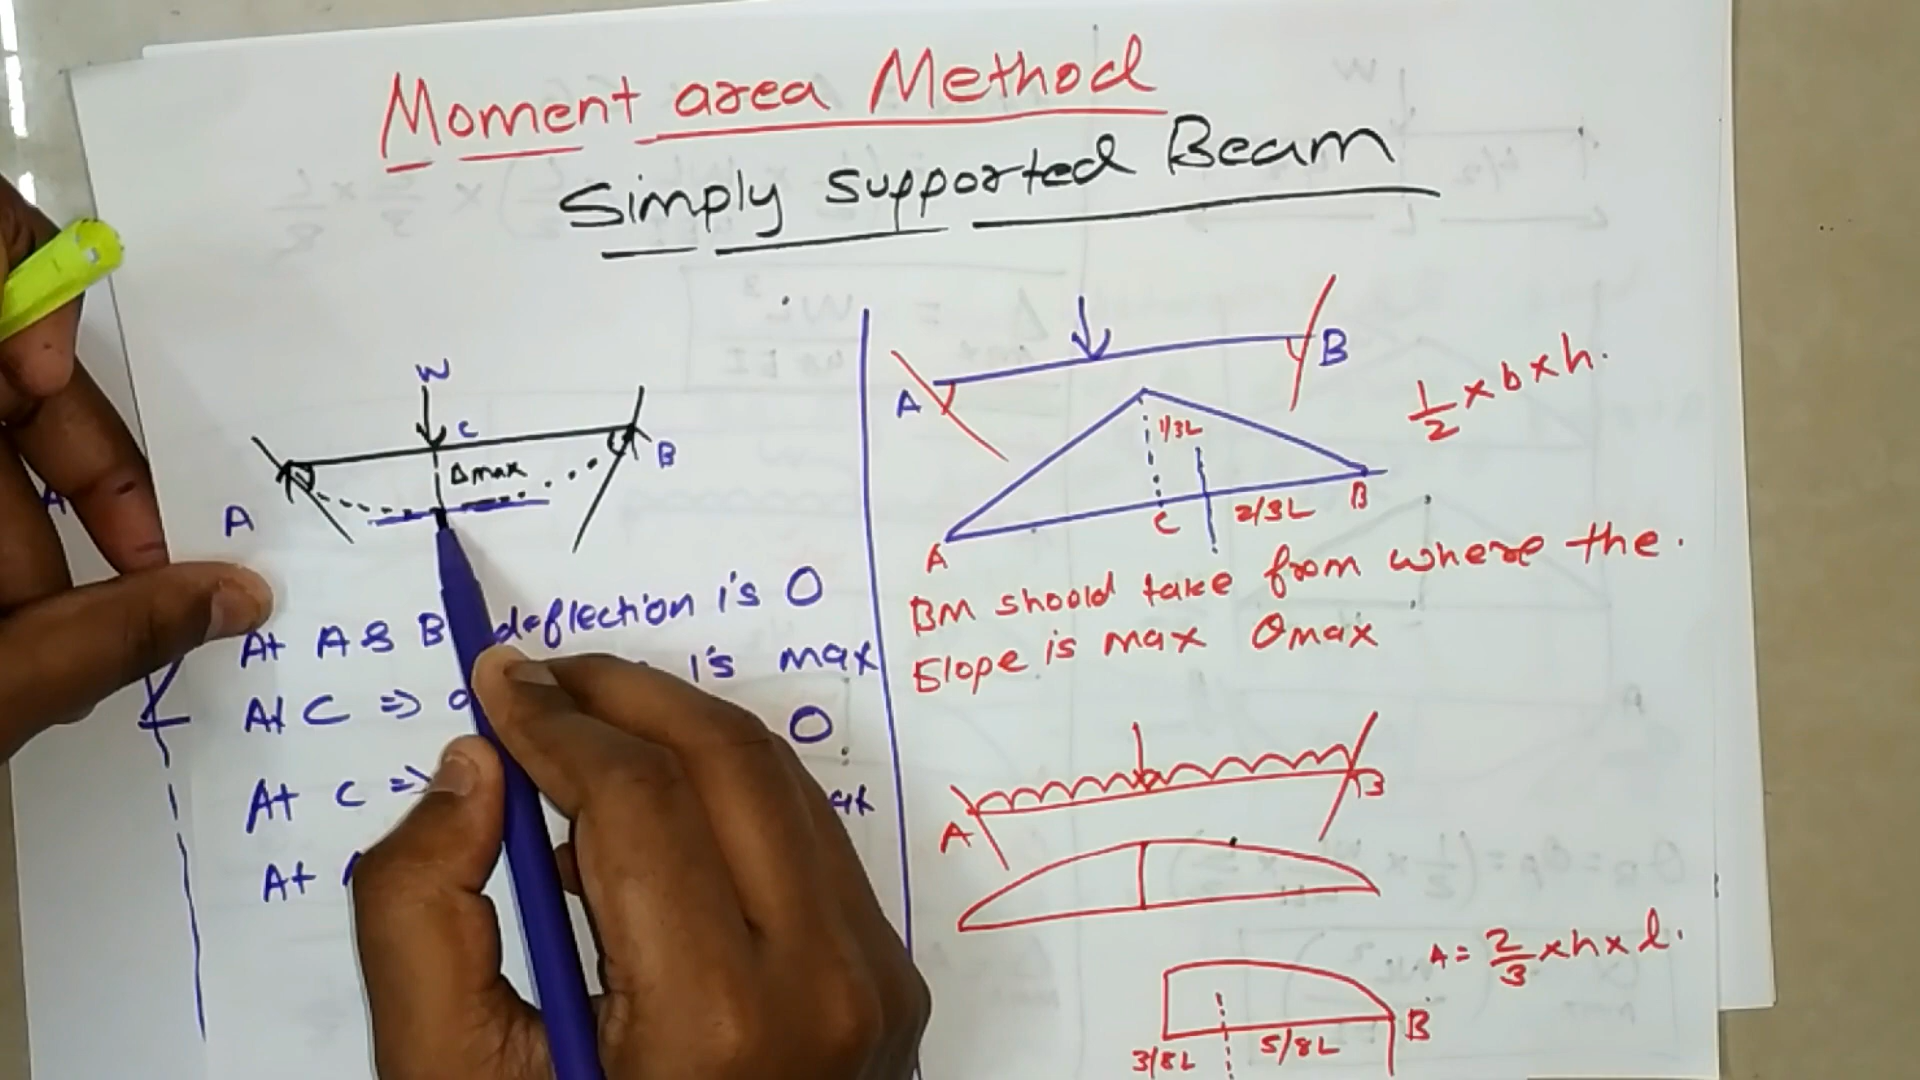 Moment area Method
Simply supported Beam
W
C
Δmax
A
B
At A & B deflection is 0
At C => is max
0
At C =>
At
A
B
1/3L
A
C
2/3L
B
1/2 x b x h.
BM should take from where the
Slope is max θmax
A
B
A = 2/3 x h x l.
3/8L
5/8L
B